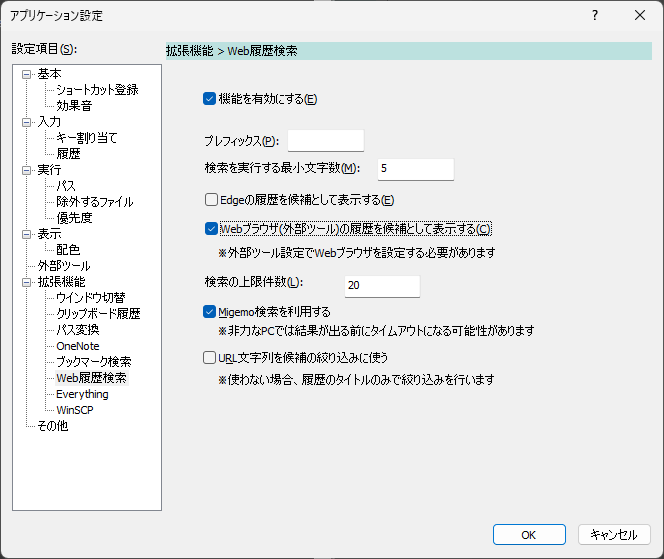 アプリケーション設定
?
設定項目(S):
拡張機能 > Web履歴検索
基本
ショートカット登録
効果音
入力
キー割り当て
履歴
実行
パス
除外するファイル
優先度
表示
配色
外部ツール
拡張機能
ウインドウ切替
クリップボード履歴
パス変換
OneNote
ブックマーク検索
Web履歴検索
Everything
WinSCP
その他
機能を有効にする(E)
プレフィックス(P):
検索を実行する最小文字数(M): 5
Edgeの履歴を候補として表示する(E)
Webブラウザ(外部ツール)の履歴を候補として表示する(C)
※外部ツール設定でWebブラウザを設定する必要があります
検索の上限件数(L): 20
Migemo検索を利用する
※非力なPCでは結果が出る前にタイムアウトになる可能性があります
URL文字列を候補の絞り込みに使う
※使わない場合、履歴のタイトルのみで絞り込みを行います
OK
キャンセル